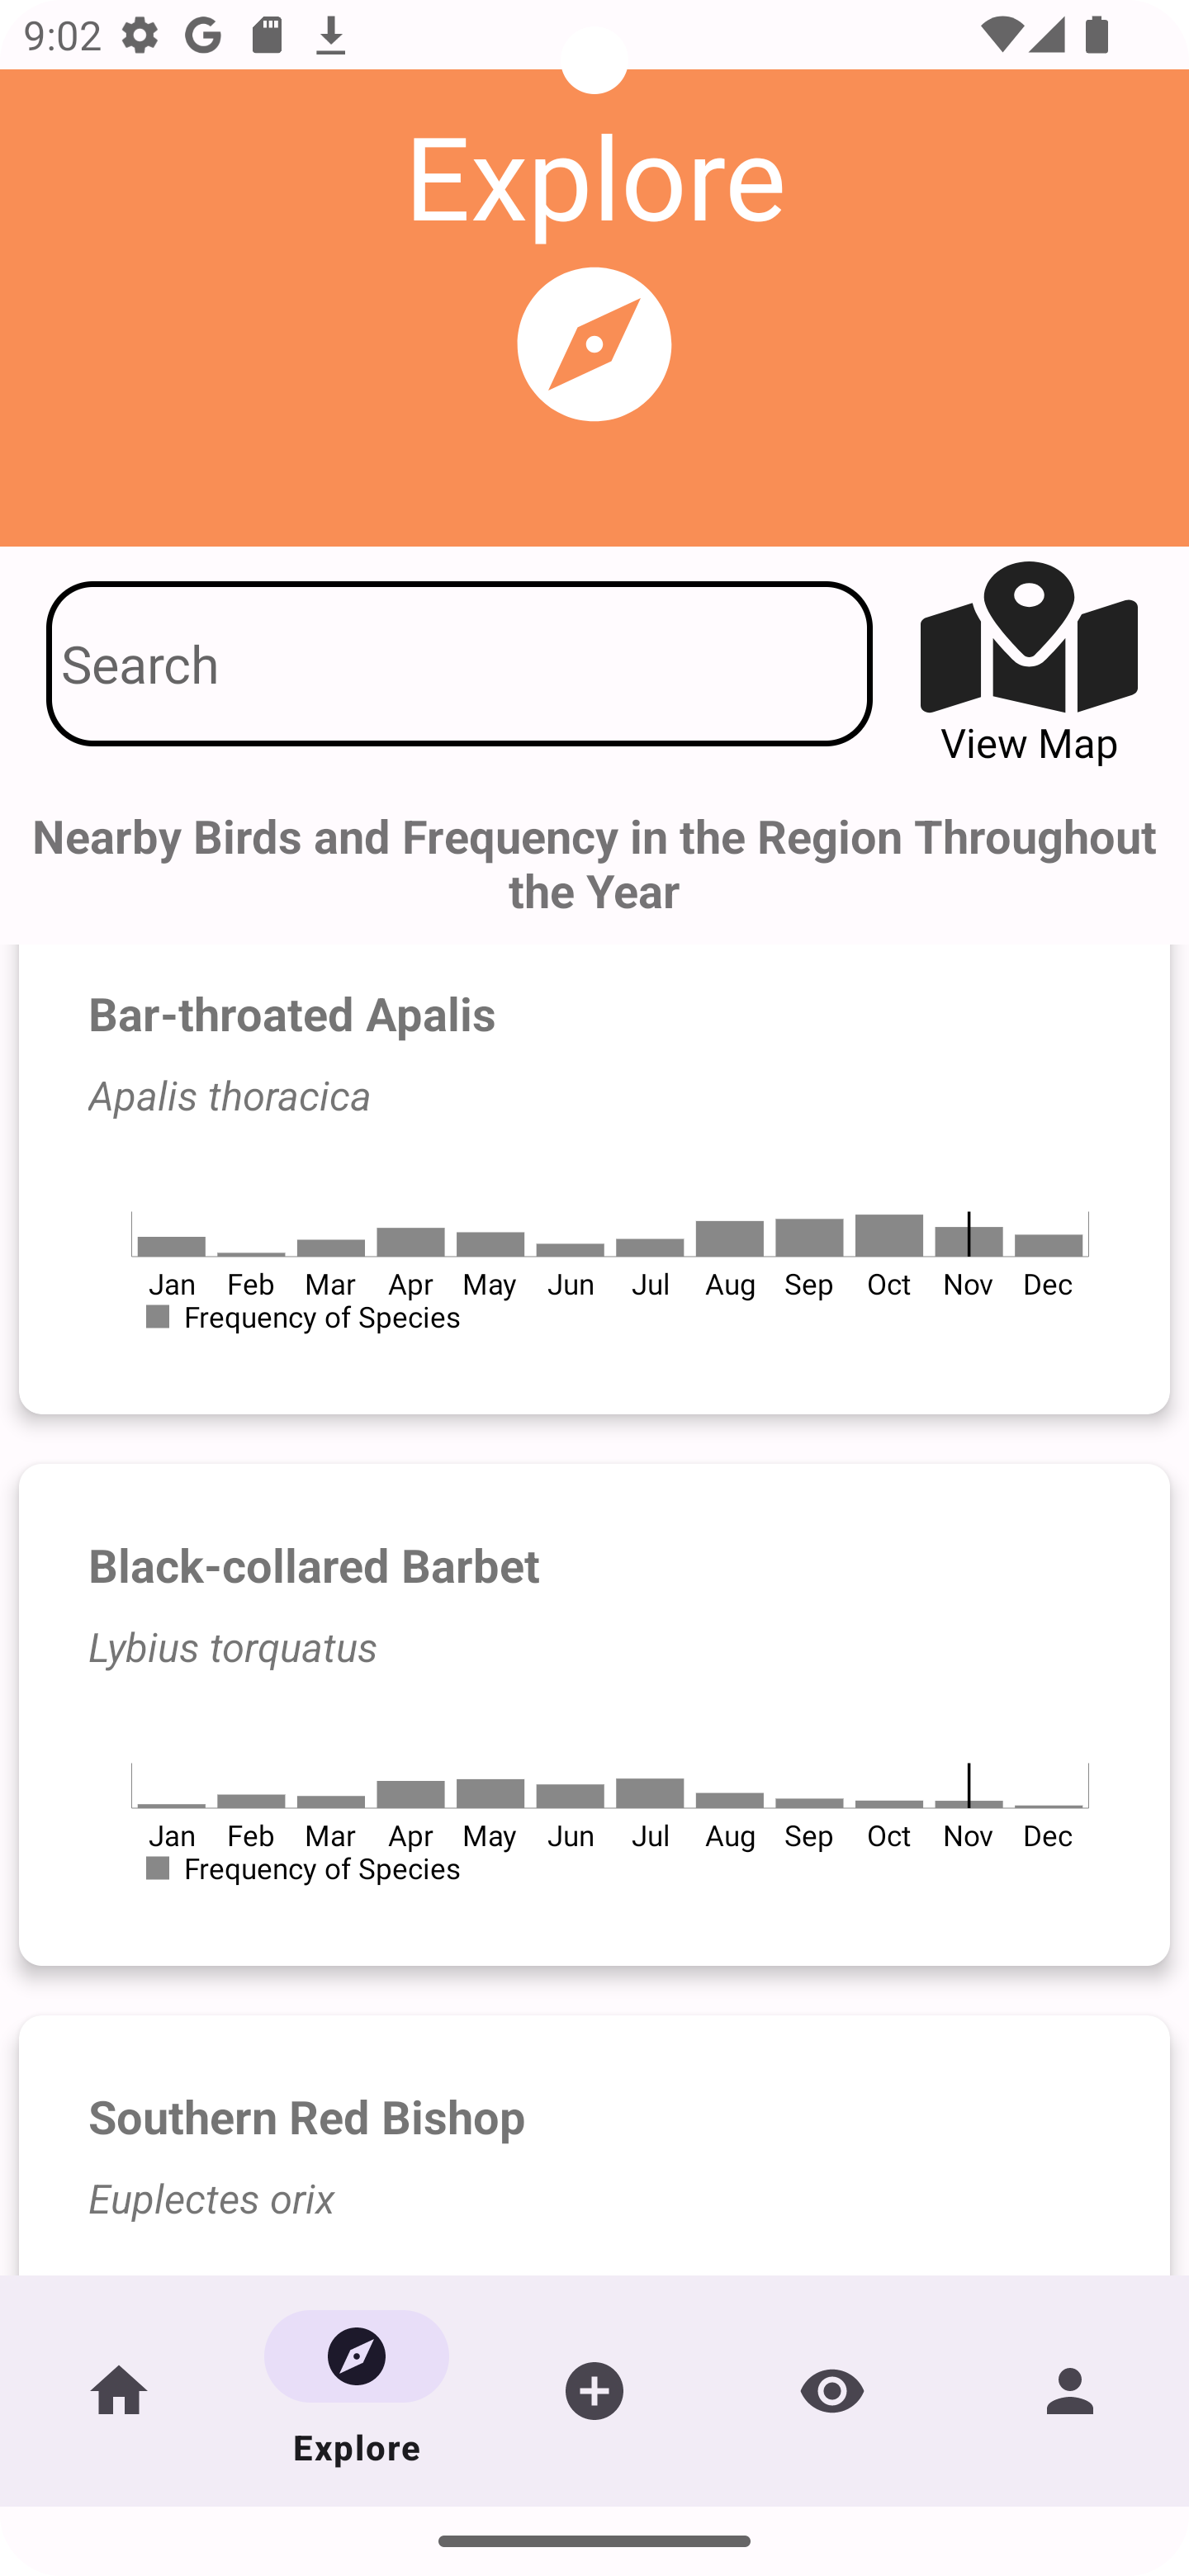 9:02
Explore
Search
View Map
Nearby Birds and Frequency in the Region Throughout
the Year
Bar-throated Apalis
Apalis thoracica
Jan Feb Mar Apr May Jun Jul Aug Sep Oct Nov Dec
Frequency of Species
Black-collared Barbet
Lybius torquatus
Jan Feb Mar Apr May Jun Jul Aug Sep Oct Nov Dec
Frequency of Species
Southern Red Bishop
Euplectes orix
Explore